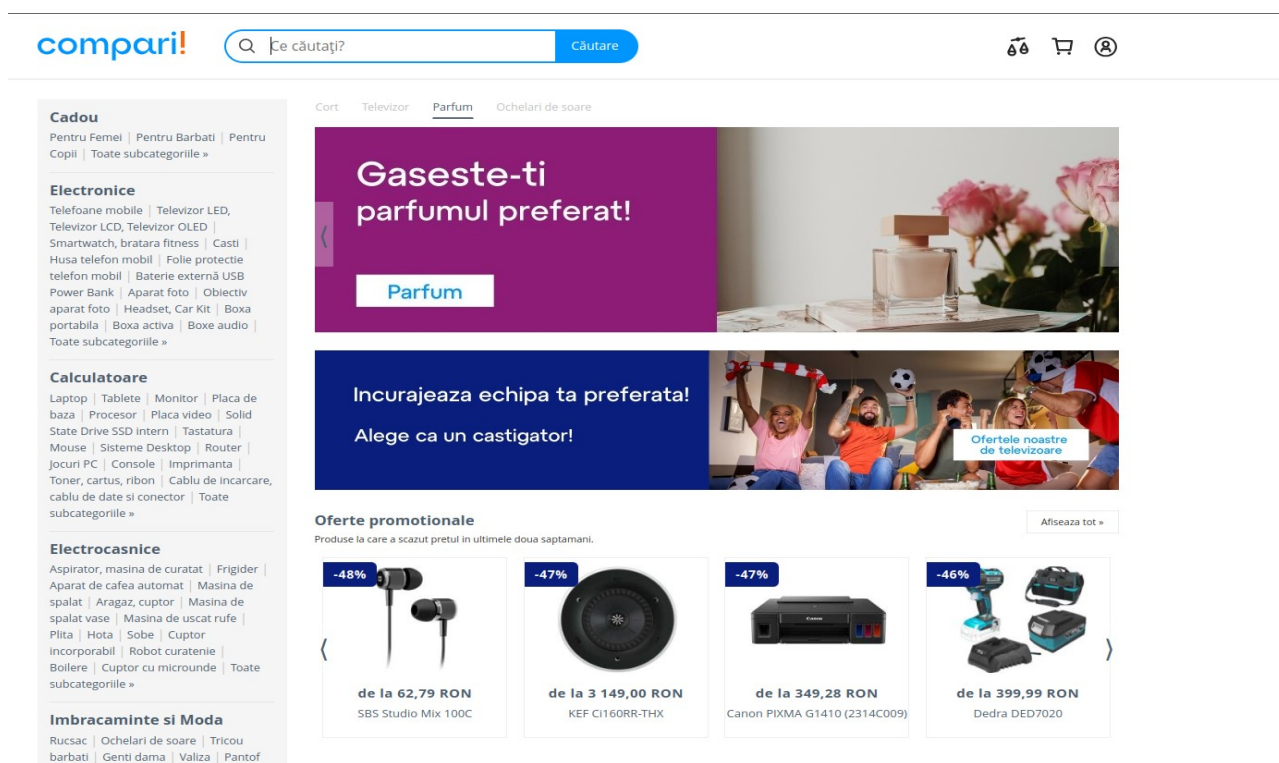 compari!
Ce căutați?
Căutare
Cadou
Pentru Femei | Pentru Barbati | Pentru
Copii | Toate subcategoriile »
Electronice
Telefoane mobile | Televizor LED,
Televizor LCD, Televizor OLED |
Smartwatch, bratara fitness | Casti |
Husa telefon mobil | Folie protectie
telefon mobil | Baterie externă USB
Power Bank | Aparat foto | Obiectiv
aparat foto | Headset, Car Kit | Boxa
portabila | Boxa activa | Boxe audio |
Toate subcategoriile »
Calculatoare
Laptop | Tablete | Monitor | Placa de
baza | Procesor | Placa video | Solid
State Drive SSD intern | Tastatura |
Mouse | Sisteme Desktop | Router |
Jocuri PC | Console | Imprimanta |
Toner, cartus, ribon | Cablu de incarcare,
cablu de date si conector | Toate
subcategoriile »
Electrocasnice
Aspirator, masina de curatat | Frigider |
Aparat de cafea automat | Masina de
spalat | Aragaz, cuptor | Masina de
spalat vase | Masina de uscat rufe |
Plita | Hota | Sobe | Cuptor
incorporabil | Robot curatenie |
Boilere | Cuptor cu microunde | Toate
subcategoriile »
Imbracaminte si Moda
Rucsac | Ochelari de soare | Tricou
barbati | Genti dama | Valiza | Pantof
Cort Televizor Parfum Ochelari de soare
Gaseste-ti
parfumul preferat!
Parfum
Incurajeaza echipa ta preferata!
Alege ca un castigator!
Ofertele noastre
de televizoare
Oferte promotionale
Afiseaza tot »
Produse la care a scazut pretul in ultimele doua saptamani.
-48% -47% -47% -46%
Canon
de la 62,79 RON de la 3 149,00 RON de la 349,28 RON de la 399,99 RON
SBS Studio Mix 100C KEF Ci160RR-THX Canon PIXMA G1410 (2314C009) Dedra DED7020